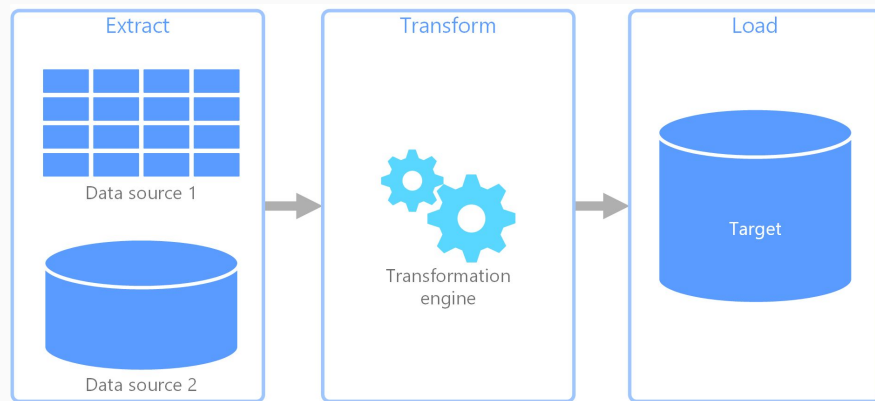 Extract
Transform
Load
Data source 1
Data source 2
Transformation
engine
Target